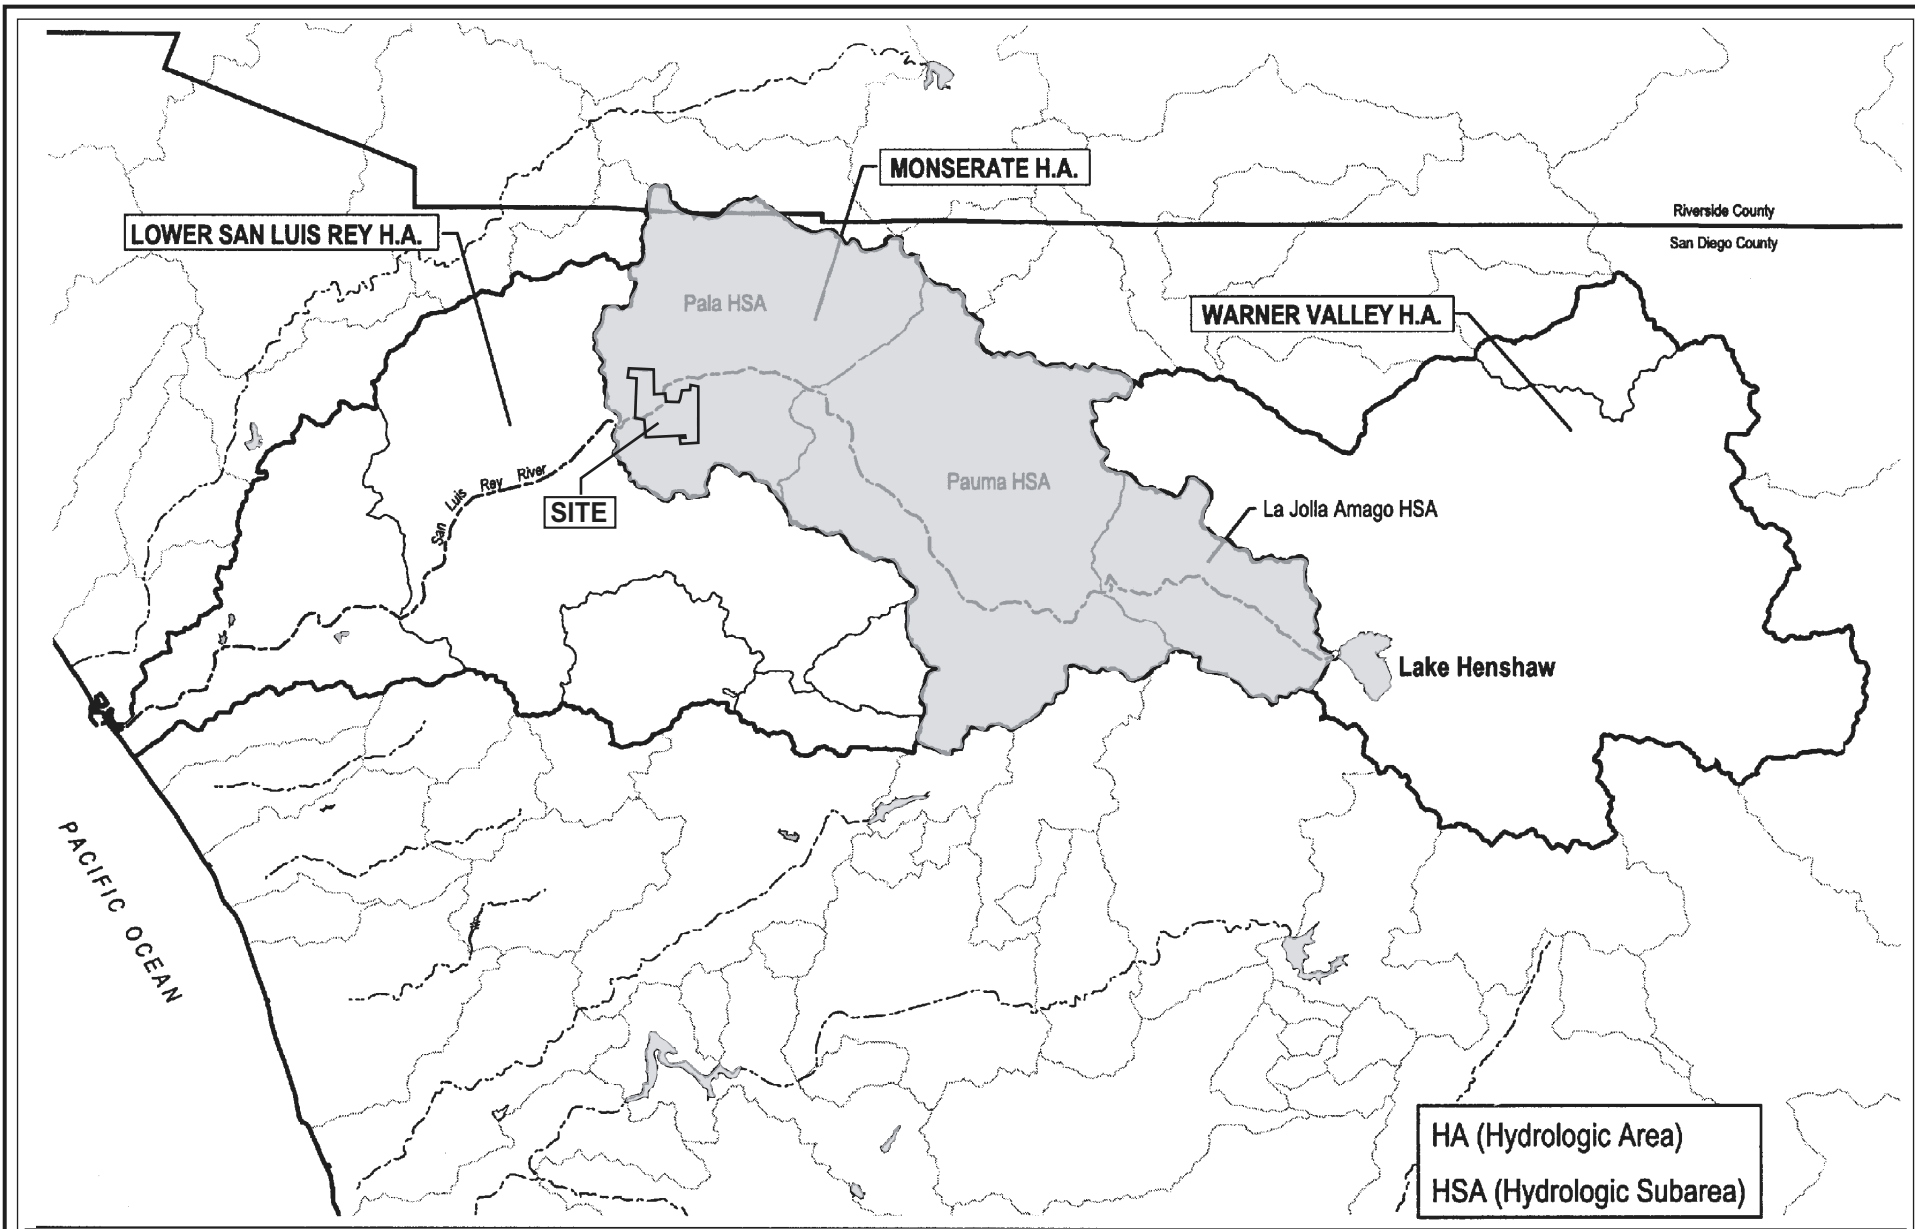 MONSERATE H.A.
Riverside County
San Diego County
LOWER SAN LUIS REY H.A.
Pala HSA
WARNER VALLEY H.A.
San Luis Rey River
SITE
Pauma HSA
La Jolla Amago HSA
Lake Henshaw
PACIFIC OCEAN
HA (Hydrologic Area)
HSA (Hydrologic Subarea)